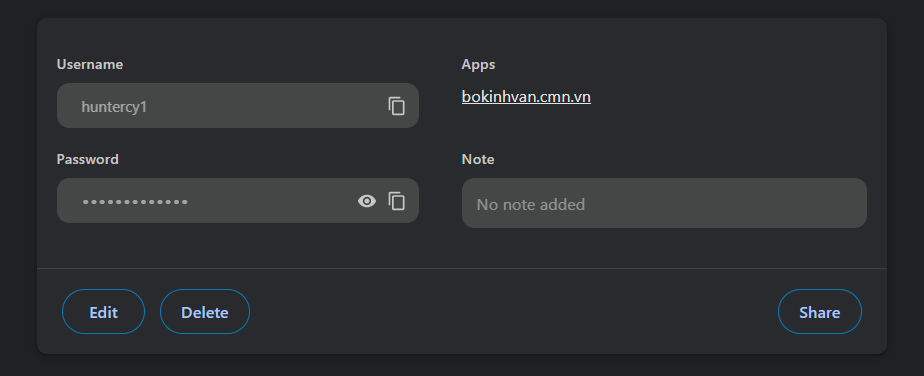 Username
huntercy1
Password
•••••••••••••
Apps
bokinhvan.cmn.vn
Note
No note added
Edit
Delete
Share